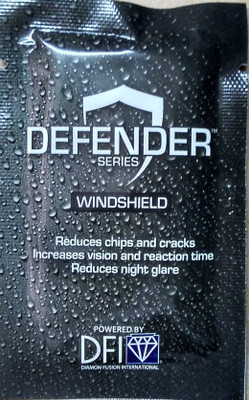 DEFENDER™
SERIES
WINDSHIELD
Reduces chips and cracks
Increases vision and reaction time
Reduces night glare
POWERED BY
DFI
DIAMON-FUSION INTERNATIONAL